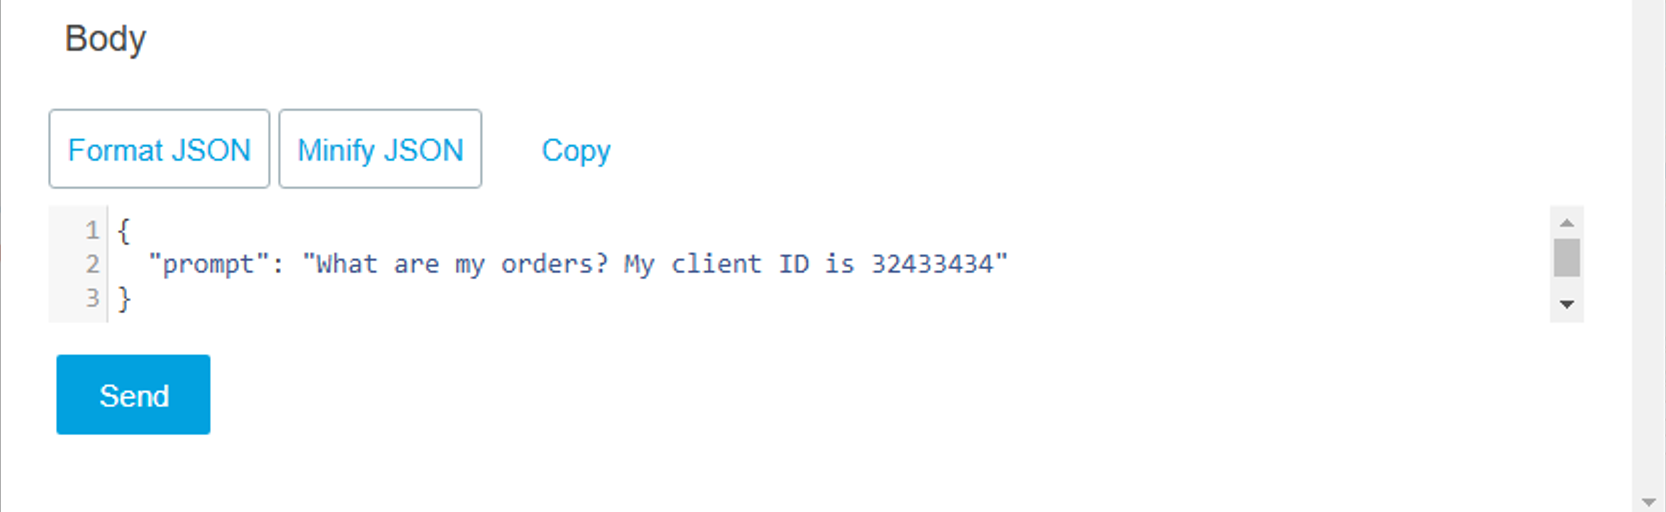 Body
Format JSON Minify JSON Copy
1 {
2 "prompt": "What are my orders? My client ID is 32433434"
3 }
Send